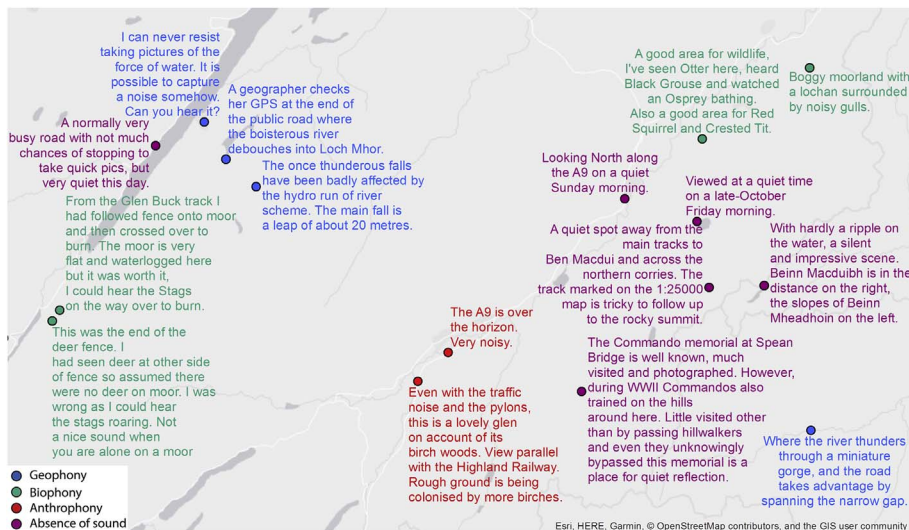 I can never resist
taking pictures of the
force of water. It is
possible to capture
a noise somehow.
Can you hear it?
A geographer checks
her GPS at the end of
the public road where
the boisterous river
debouches into Loch Mhor.
A normally very
busy road with not much
chances of stopping to
take quick pics, but
very quiet this day.
The once thunderous falls
have been badly affected by
the hydro run of river
scheme. The main fall is
a leap of about 20 metres.
From the Glen Buck track I
had followed fence onto moor
and then crossed over to
burn. The moor is very
flat and waterlogged here
but it was worth it,
I could hear the Stags
on the way over to burn.
This was the end of the
deer fence. I
had seen deer at other side
of fence so assumed there
were no deer on moor. I was
wrong as I could hear
the stags roaring. Not
a nice sound when
you are alone on a moor
A good area for wildlife,
I've seen Otter here, heard
Black Grouse and watched
an Osprey bathing.
Also a good area for Red
Squirrel and Crested Tit.
Boggy moorland with
a lochan surrounded
by noisy gulls.
Looking North along
the A9 on a quiet
Sunday morning.
Viewed at a quiet time
on a late-October
Friday morning.
A quiet spot away from the
main tracks to
Ben Macdui and across the
northern corries. The
track marked on the 1:25000
map is tricky to follow up
to the rocky summit.
With hardly a ripple on
the water, a silent
and impressive scene.
Beinn Macduibh is in the
distance on the right,
the slopes of Beinn
Mheadhoin on the left.
The A9 is over
the horizon.
Very noisy.
Even with the traffic
noise and the pylons,
this is a lovely glen
on account of its
birch woods. View parallel
with the Highland Railway.
Rough ground is being
colonised by more birches.
The Commando memorial at Spean
Bridge is well known, much
visited and photographed. However,
during WWII Commandos also
trained on the hills
around here. Little visited other
than by passing hillwalkers
and even they unknowingly
bypassed this memorial is a
place for quiet reflection.
Where the river thunders
through a miniature
gorge, and the road
takes advantage by
spanning the narrow gap.
Geophony
Biophony
Anthrophony
Absence of sound
Esri, HERE, Garmin, © OpenStreetMap contributors, and the GIS user community